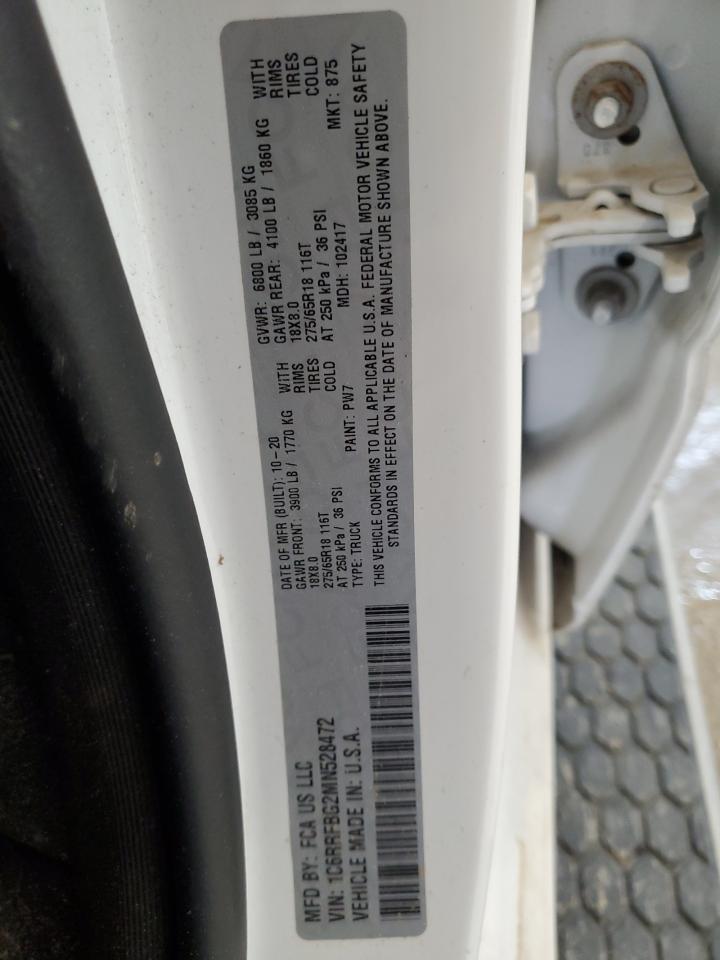 MFD BY: FCA US LLC
VIN: 1C6RRFBG2MN528472
VEHICLE MADE IN: U.S.A.
DATE OF MFR (BUILT): 10-20 GVWR: 6800 LB / 3085 KG
GAWR FRONT: 3900 LB / 1770 KG WITH GAWR REAR: 4100 LB / 1860 KG WITH
18X8.0 RIMS 18X8.0 RIMS
275/65R18 116T TIRES 275/65R18 116T TIRES
AT 250 kPa / 36 PSI COLD AT 250 kPa / 36 PSI COLD
TYPE: TRUCK PAINT: PW7 MDH: 102417 MKT: 875
THIS VEHICLE CONFORMS TO ALL APPLICABLE U.S.A. FEDERAL MOTOR VEHICLE SAFETY
STANDARDS IN EFFECT ON THE DATE OF MANUFACTURE SHOWN ABOVE.